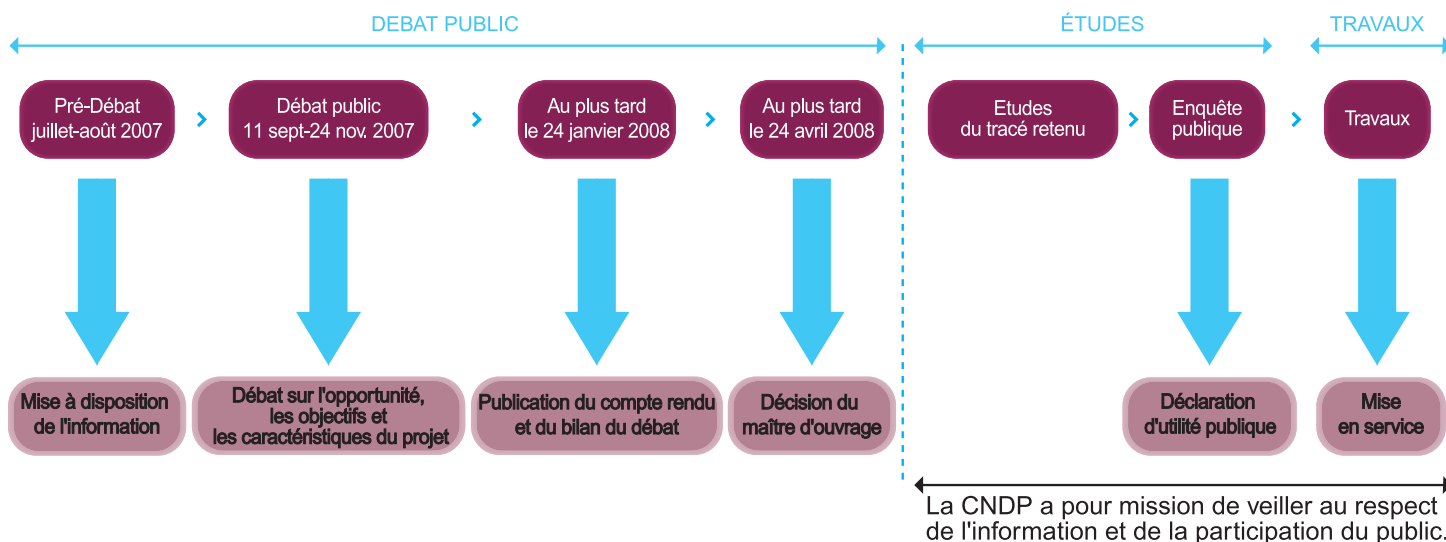 DEBAT PUBLIC
ÉTUDES
TRAVAUX
Pré-Débat
juillet-août 2007
Débat public
11 sept-24 nov. 2007
Au plus tard
le 24 janvier 2008
Au plus tard
le 24 avril 2008
Etudes
du tracé retenu
Enquête
publique
Travaux
Mise à disposition
de l'information
Débat sur l'opportunité,
les objectifs et
les caractéristiques du projet
Publication du compte rendu
et du bilan du débat
Décision du
maître d'ouvrage
Déclaration
d'utilité publique
Mise
en service
La CNDP a pour mission de veiller au respect
de l'information et de la participation du public.